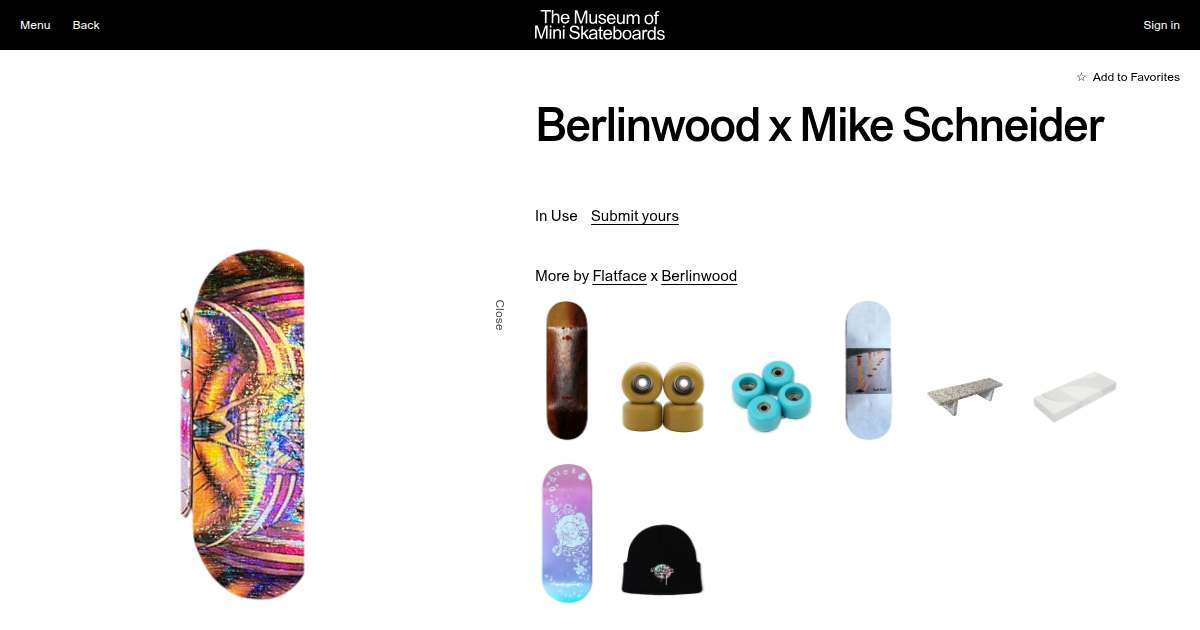 Menu
Back
The Museum of
Mini Skateboards
Sign in
☆ Add to Favorites
Berlinwood x Mike Schneider
In Use Submit yours
More by Flatface x Berlinwood
Close